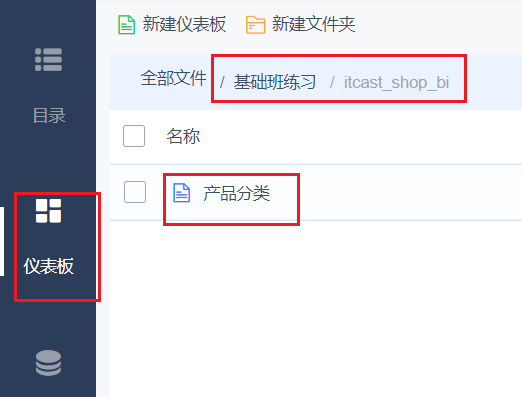 新建仪表板 新建文件夹
全部文件 / 基础班练习 / itcast_shop_bi
目录
名称
产品分类
仪表板